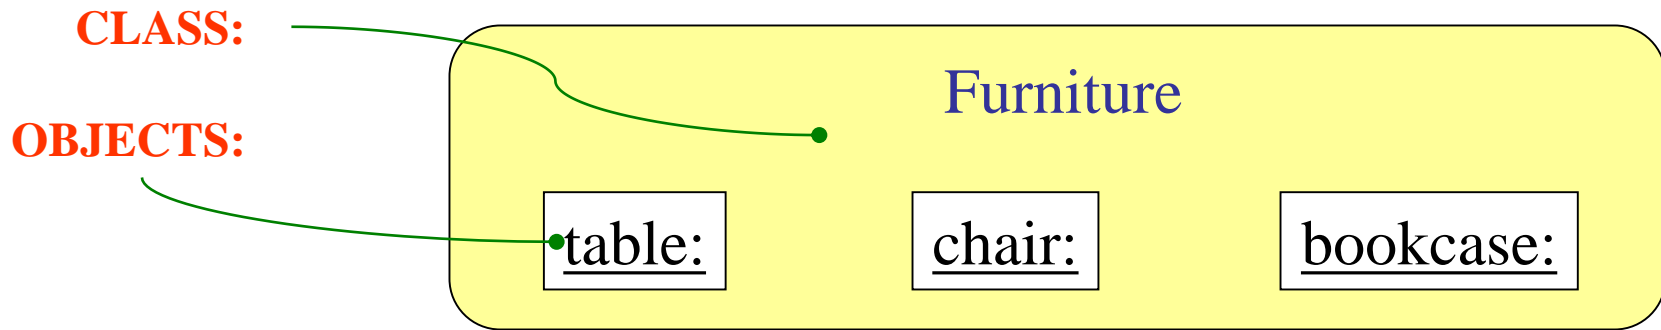 CLASS:
Furniture
OBJECTS:
table:
chair:
bookcase: